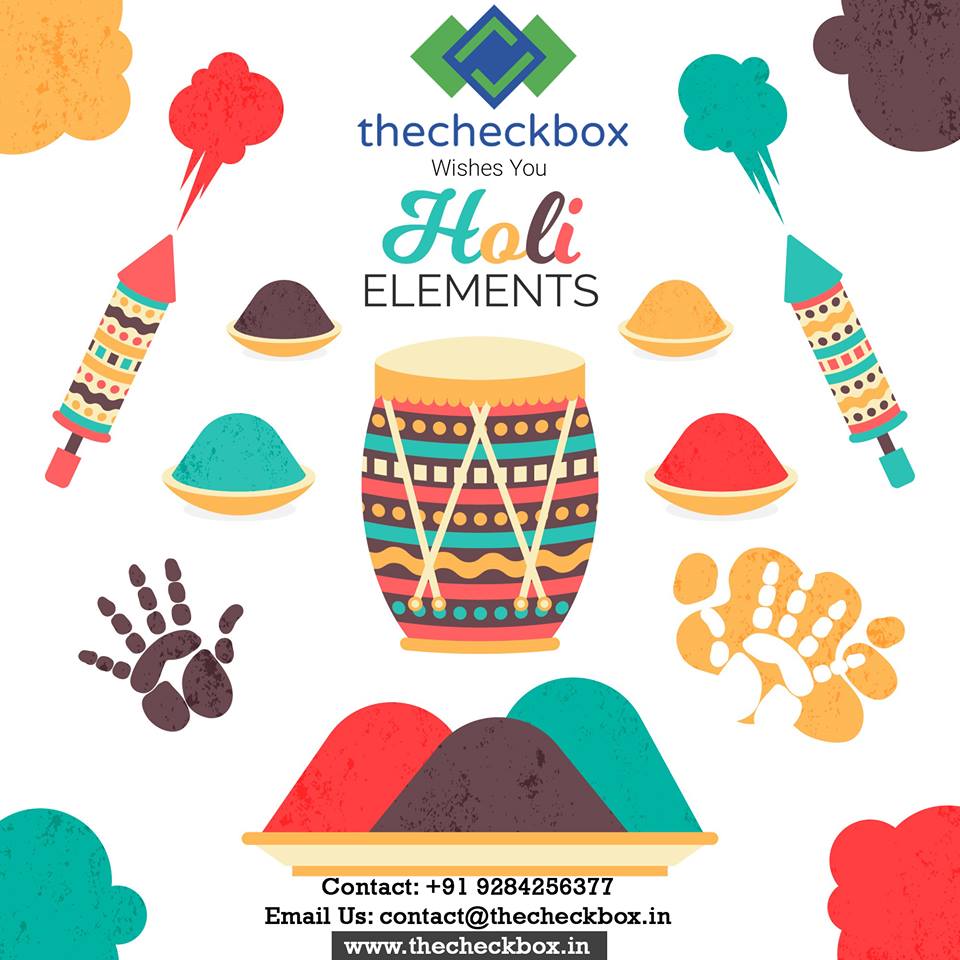 thecheckbox
Wishes You
Holi
ELEMENTS
Contact: +91 9284256377
Email Us: contact@thecheckbox.in
www.thecheckbox.in